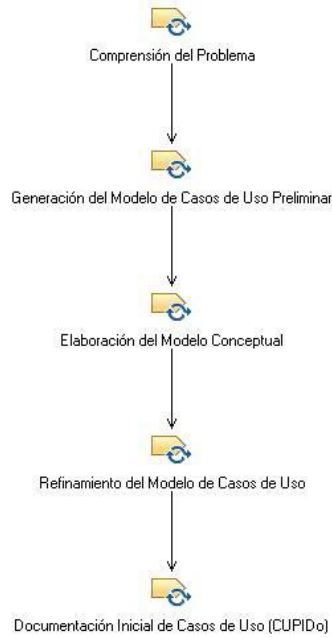 Comprensión del Problema
Generación del Modelo de Casos de Uso Preliminar
Elaboración del Modelo Conceptual
Refinamiento del Modelo de Casos de Uso
Documentación Inicial de Casos de Uso (CUPIDo)